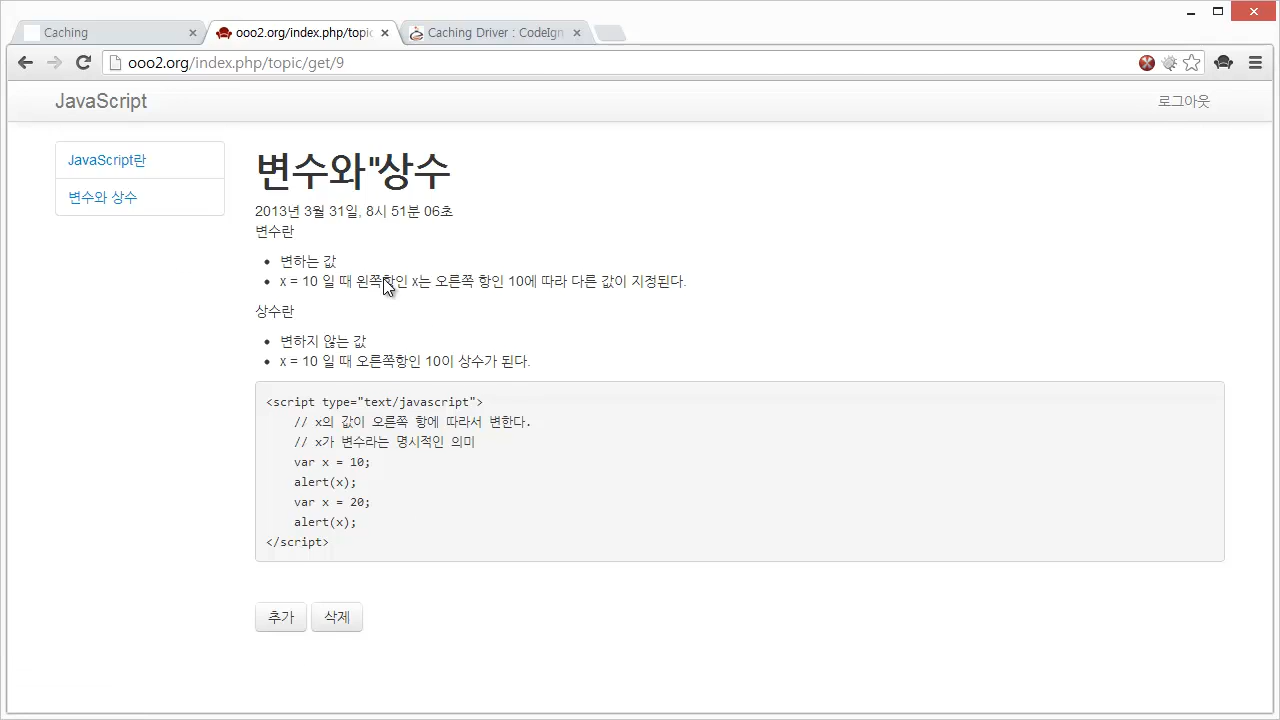 Caching
ooo2.org/index.php/topic
Caching Driver : CodeIgn
ooo2.org/index.php/topic/get/9
JavaScript
로그아웃
JavaScript란
변수와 상수
변수와"상수
2013년 3월 31일, 8시 51분 06초
변수란
변하는 값
x = 10 일 때 왼쪽항인 x는 오른쪽 항인 10에 따라 다른 값이 지정된다.
상수란
변하지 않는 값
x = 10 일 때 오른쪽항인 10이 상수가 된다.
<script type="text/javascript">
// x의 값이 오른쪽 항에 따라서 변한다.
// x가 변수라는 명시적인 의미
var x = 10;
alert(x);
var x = 20;
alert(x);
</script>
추가 삭제